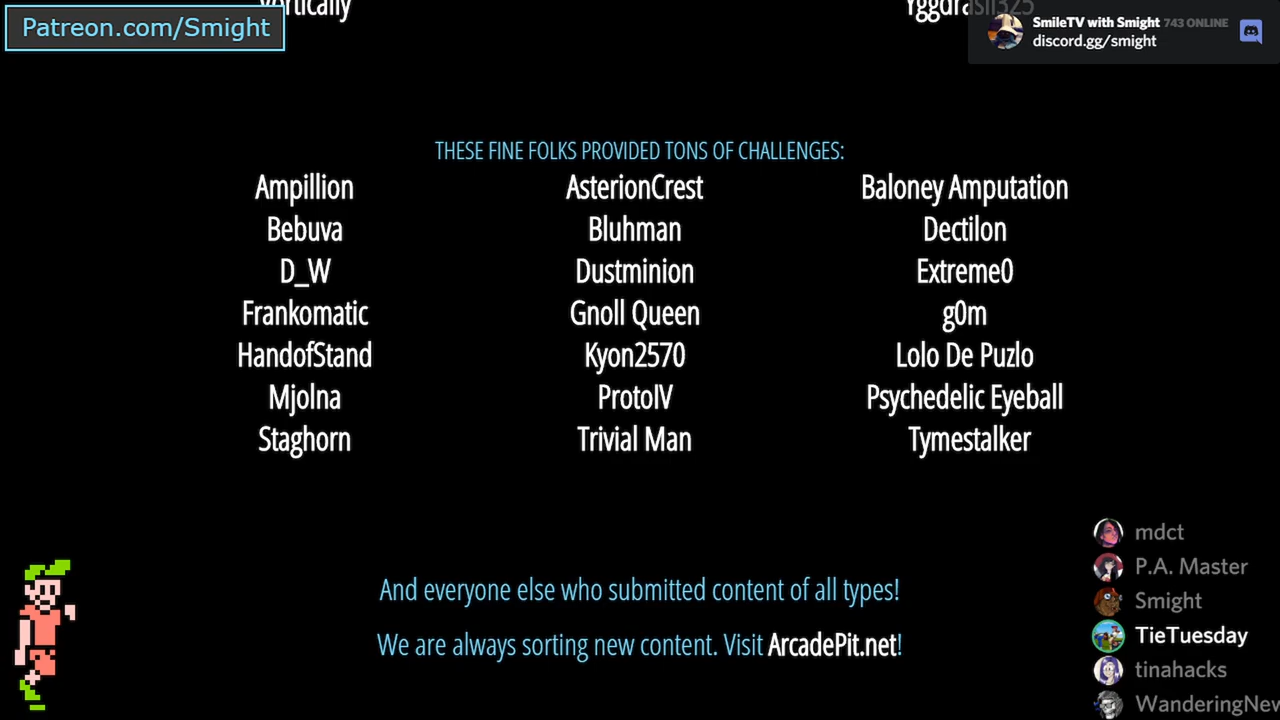 Vortically
Patreon.com/Smight
SmileTV with Smight 743 ONLINE
discord.gg/smight
THESE FINE FOLKS PROVIDED TONS OF CHALLENGES:
Ampillion AsterionCrest Baloney Amputation
Bebuva Bluhman Dectilon
D_W Dustminion Extreme0
Frankomatic Gnoll Queen g0m
HandofStand Kyon2570 Lolo De Puzlo
Mjolna ProtoIV Psychedelic Eyeball
Staghorn Trivial Man Tymestalker
And everyone else who submitted content of all types!
We are always sorting new content. Visit ArcadePit.net!
mdct
P.A. Master
Smight
TieTuesday
tinahacks
WanderingNev